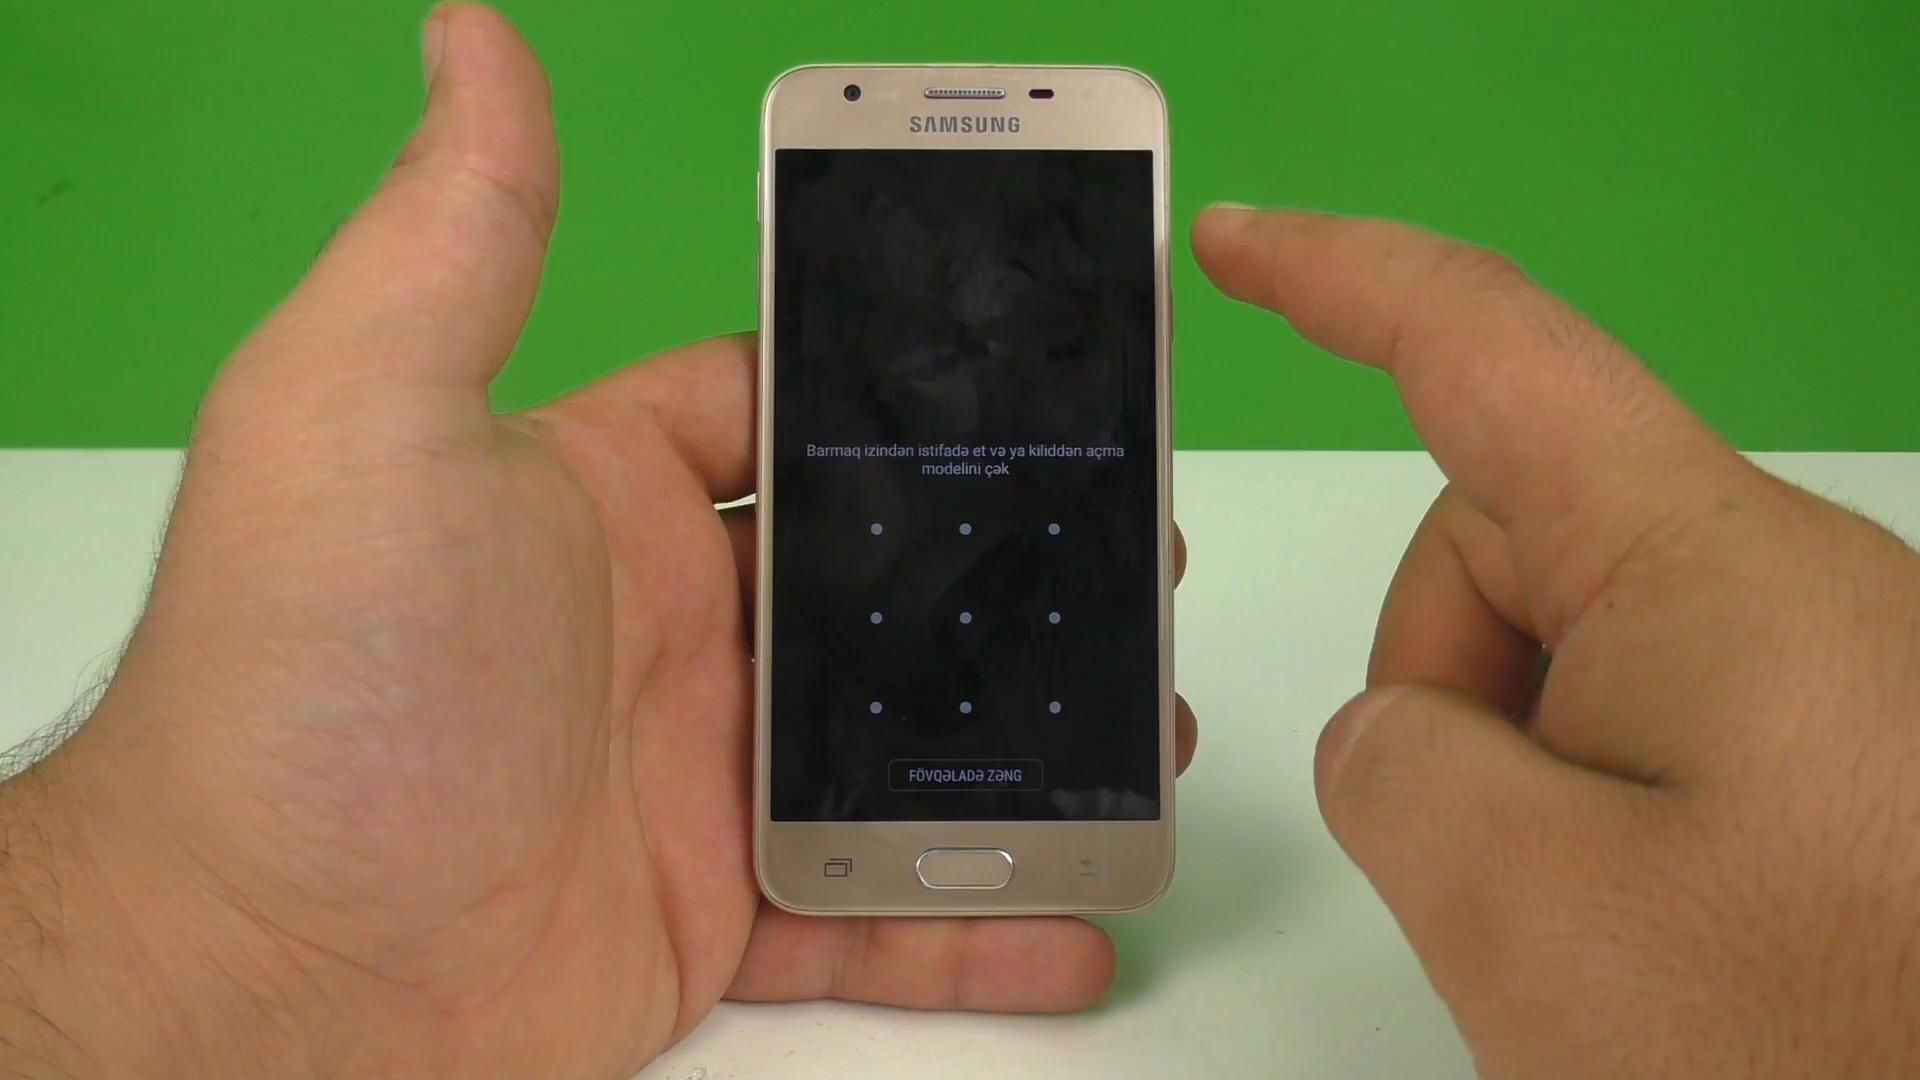 SAMSUNG
Barmaq izindən istifadə et və ya kiliddən açma
modelini çək
FÖVQƏLADƏ ZƏNG